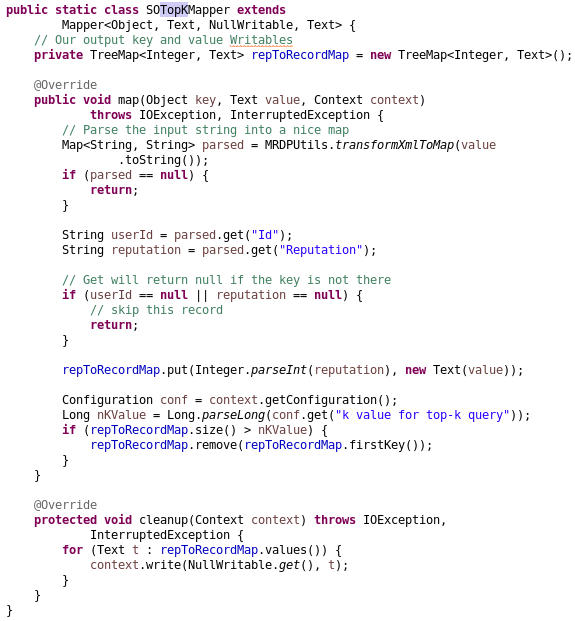 public static class SOTopKMapper extends
        Mapper<Object, Text, NullWritable, Text> {
    // Our output key and value Writables
    private TreeMap<Integer, Text> repToRecordMap = new TreeMap<Integer, Text>();

    @Override
    public void map(Object key, Text value, Context context)
            throws IOException, InterruptedException {
        // Parse the input string into a nice map
        Map<String, String> parsed = MRDPUtils.transformXmlToMap(value
                .toString());
        if (parsed == null) {
            return;
        }

        String userId = parsed.get("Id");
        String reputation = parsed.get("Reputation");

        // Get will return null if the key is not there
        if (userId == null || reputation == null) {
            // skip this record
            return;
        }

        repToRecordMap.put(Integer.parseInt(reputation), new Text(value));

        Configuration conf = context.getConfiguration();
        Long nKValue = Long.parseLong(conf.get("k value for top-k query"));
        if (repToRecordMap.size() > nKValue) {
            repToRecordMap.remove(repToRecordMap.firstKey());
        }
    }

    @Override
    protected void cleanup(Context context) throws IOException,
            InterruptedException {
        for (Text t : repToRecordMap.values()) {
            context.write(NullWritable.get(), t);
        }
    }
}